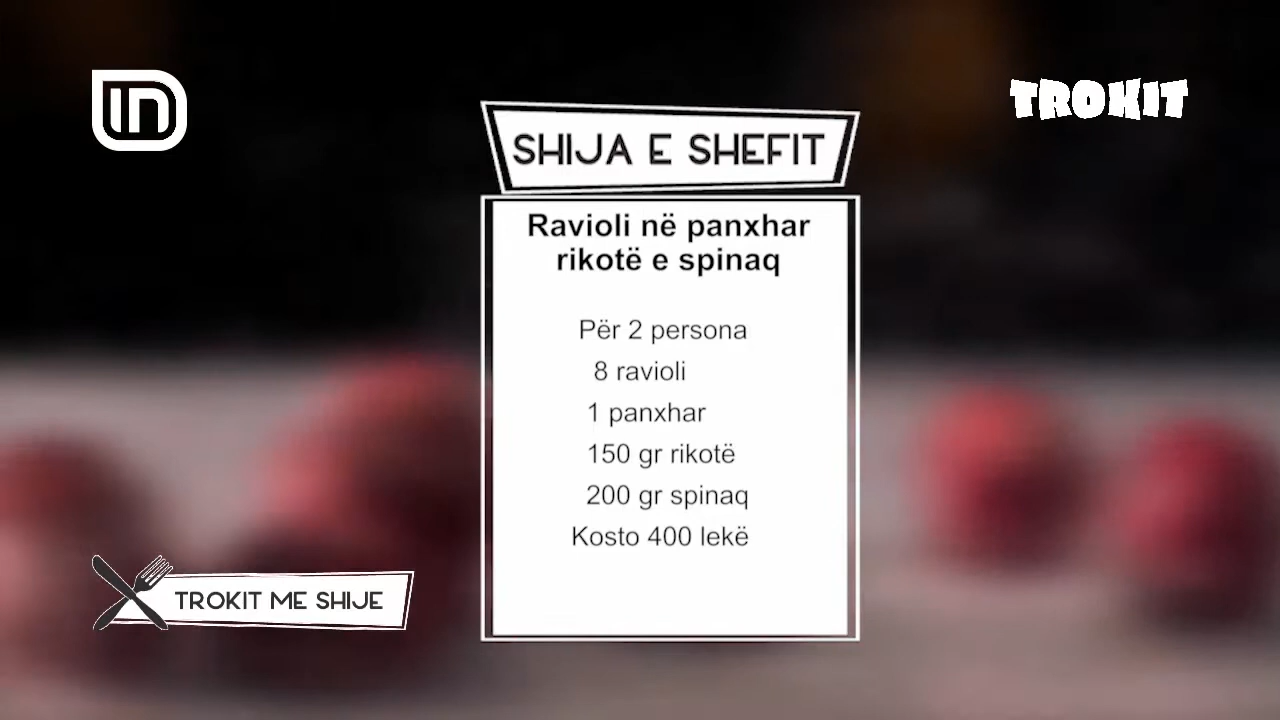 IN
TROKIT
SHIJA E SHEFIT
Ravioli në panxhar
rikotë e spinaq
Për 2 persona
8 ravioli
1 panxhar
150 gr rikotë
200 gr spinaq
Kosto 400 lekë
TROKIT ME SHIJE